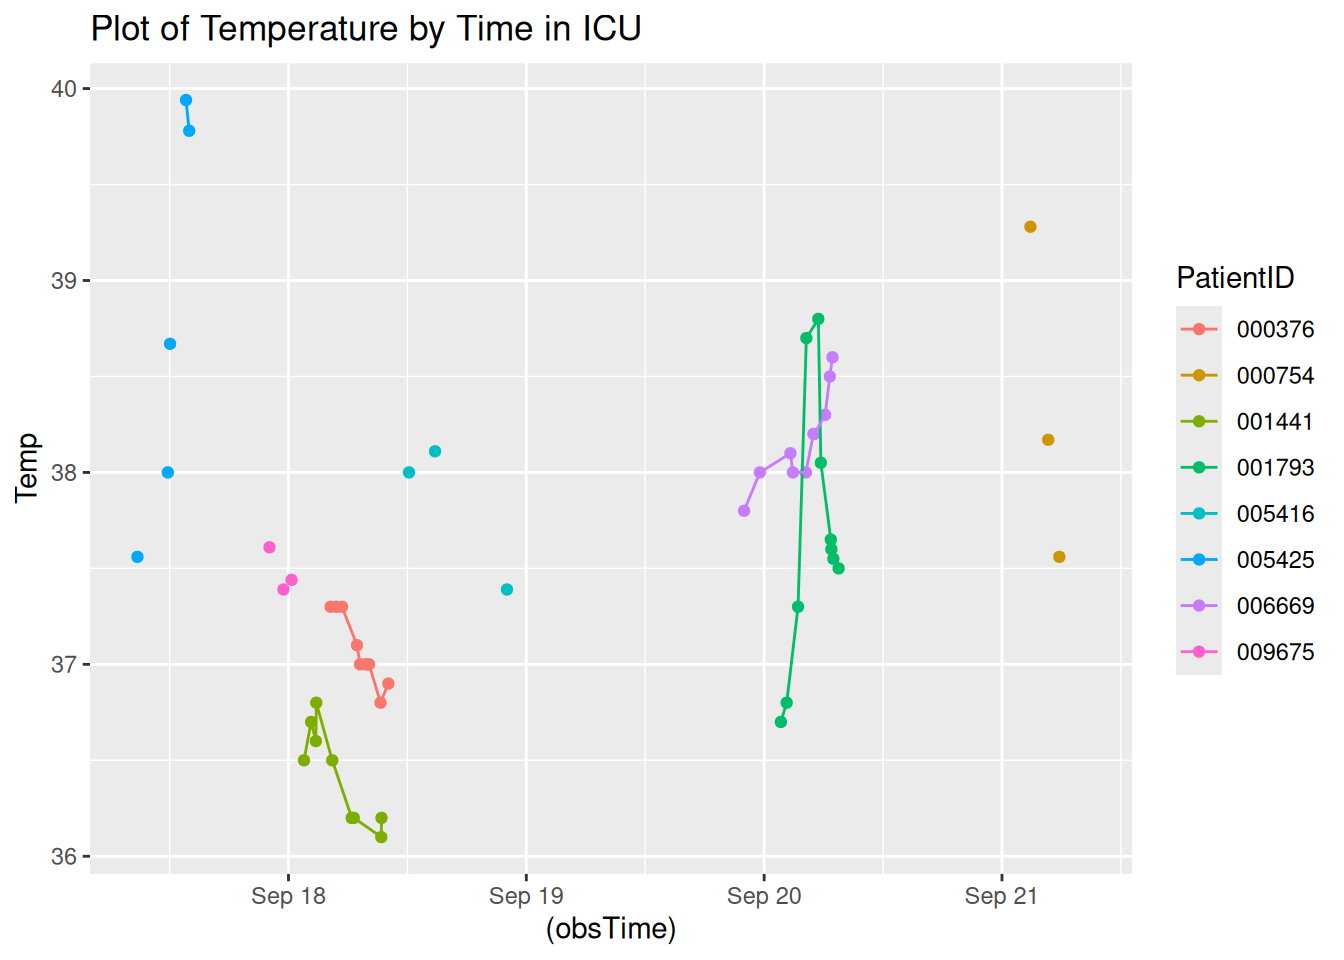 Plot of Temperature by Time in ICU
40
39
38
37
36
Temp
Sep 18
Sep 19
Sep 20
Sep 21
(obsTime)
PatientID
000376
000754
001441
001793
005416
005425
006669
009675